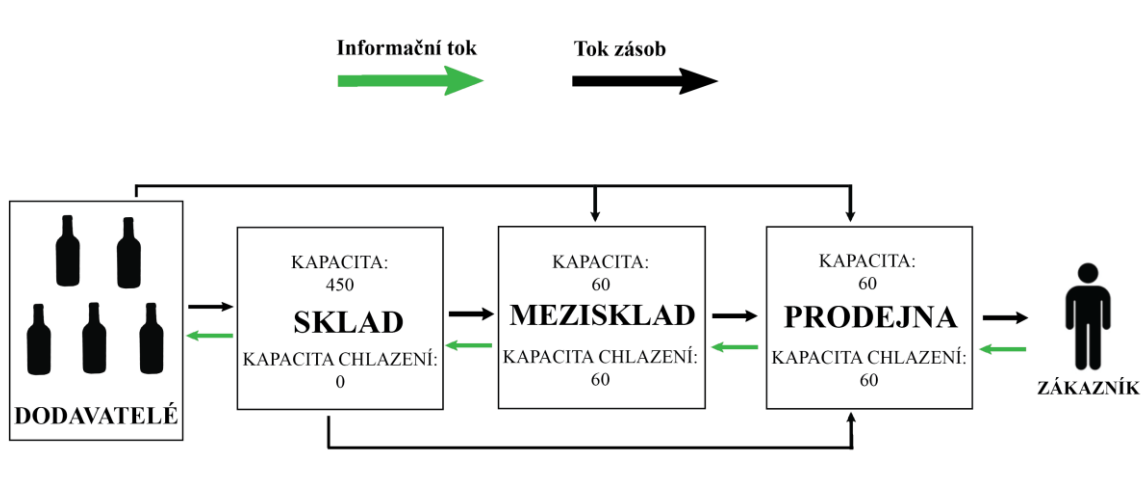 Informační tok
Tok zásob
DODAVATELÉ
KAPACITA:
450
SKLAD
KAPACITA CHLAZENÍ:
0
KAPACITA:
60
MEZISKLAD
KAPACITA CHLAZENÍ:
60
KAPACITA:
60
PRODEJNA
KAPACITA CHLAZENÍ:
60
ZÁKAZNÍK